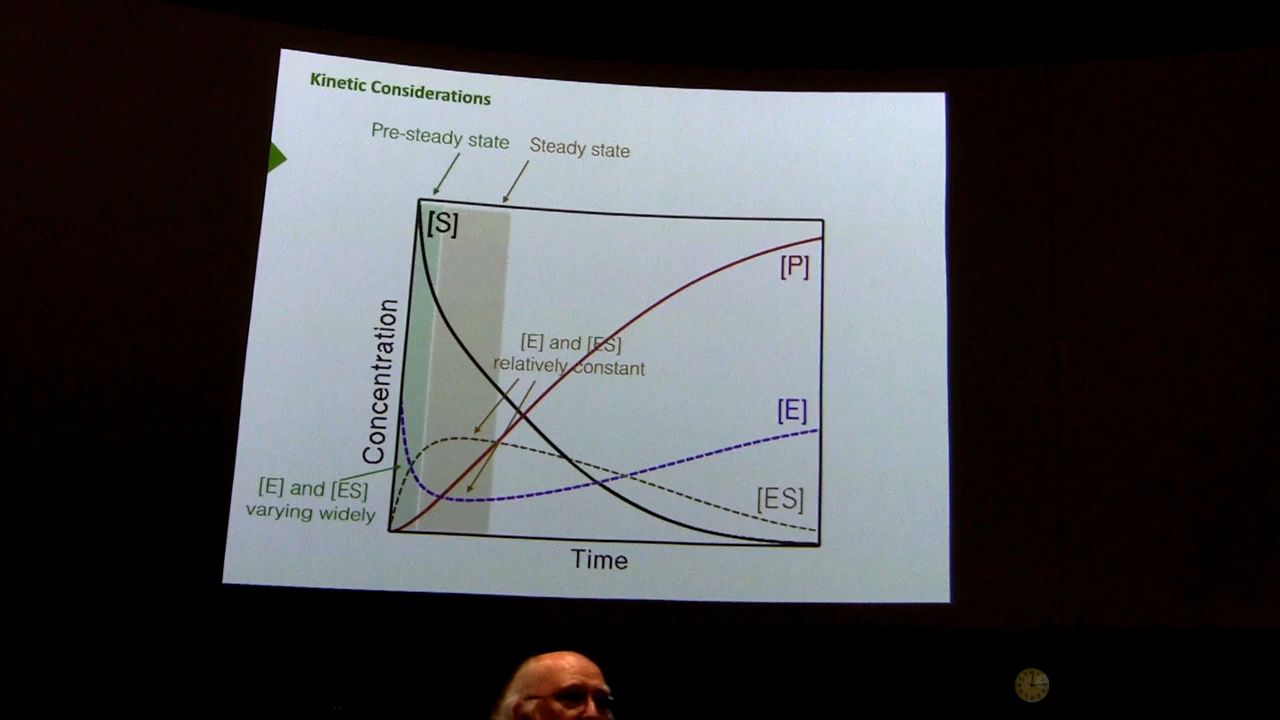 Kinetic Considerations
Pre-steady state
Steady state
[S]
[P]
[E] and [ES]
relatively constant
Concentration
[E]
[E] and [ES]
varying widely
[ES]
Time